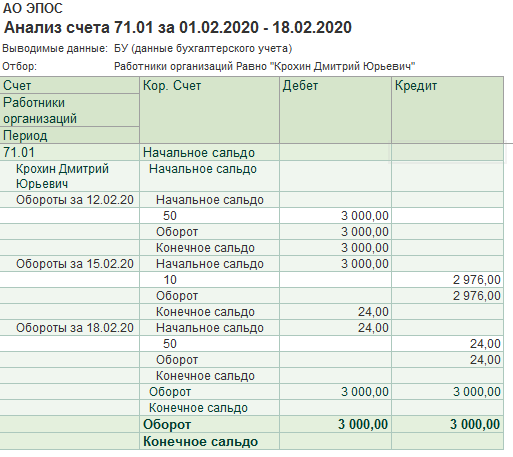 АО ЭПОС
Анализ счета 71.01 за 01.02.2020 - 18.02.2020
Выводимые данные: БУ (данные бухгалтерского учета)
Отбор: Работники организаций Равно "Крохин Дмитрий Юрьевич"
Счет Кор. Счет Дебет Кредит
Работники
организаций
Период
71.01 Начальное сальдо
Крохин Дмитрий Начальное сальдо
Юрьевич
Обороты за 12.02.20 Начальное сальдо
50 3 000,00
Оборот 3 000,00
Конечное сальдо 3 000,00
Обороты за 15.02.20 Начальное сальдо 3 000,00
10 2 976,00
Оборот 2 976,00
Конечное сальдо 24,00
Обороты за 18.02.20 Начальное сальдо 24,00
50 24,00
Оборот 24,00
Конечное сальдо
Оборот 3 000,00 3 000,00
Конечное сальдо
Оборот 3 000,00 3 000,00
Конечное сальдо